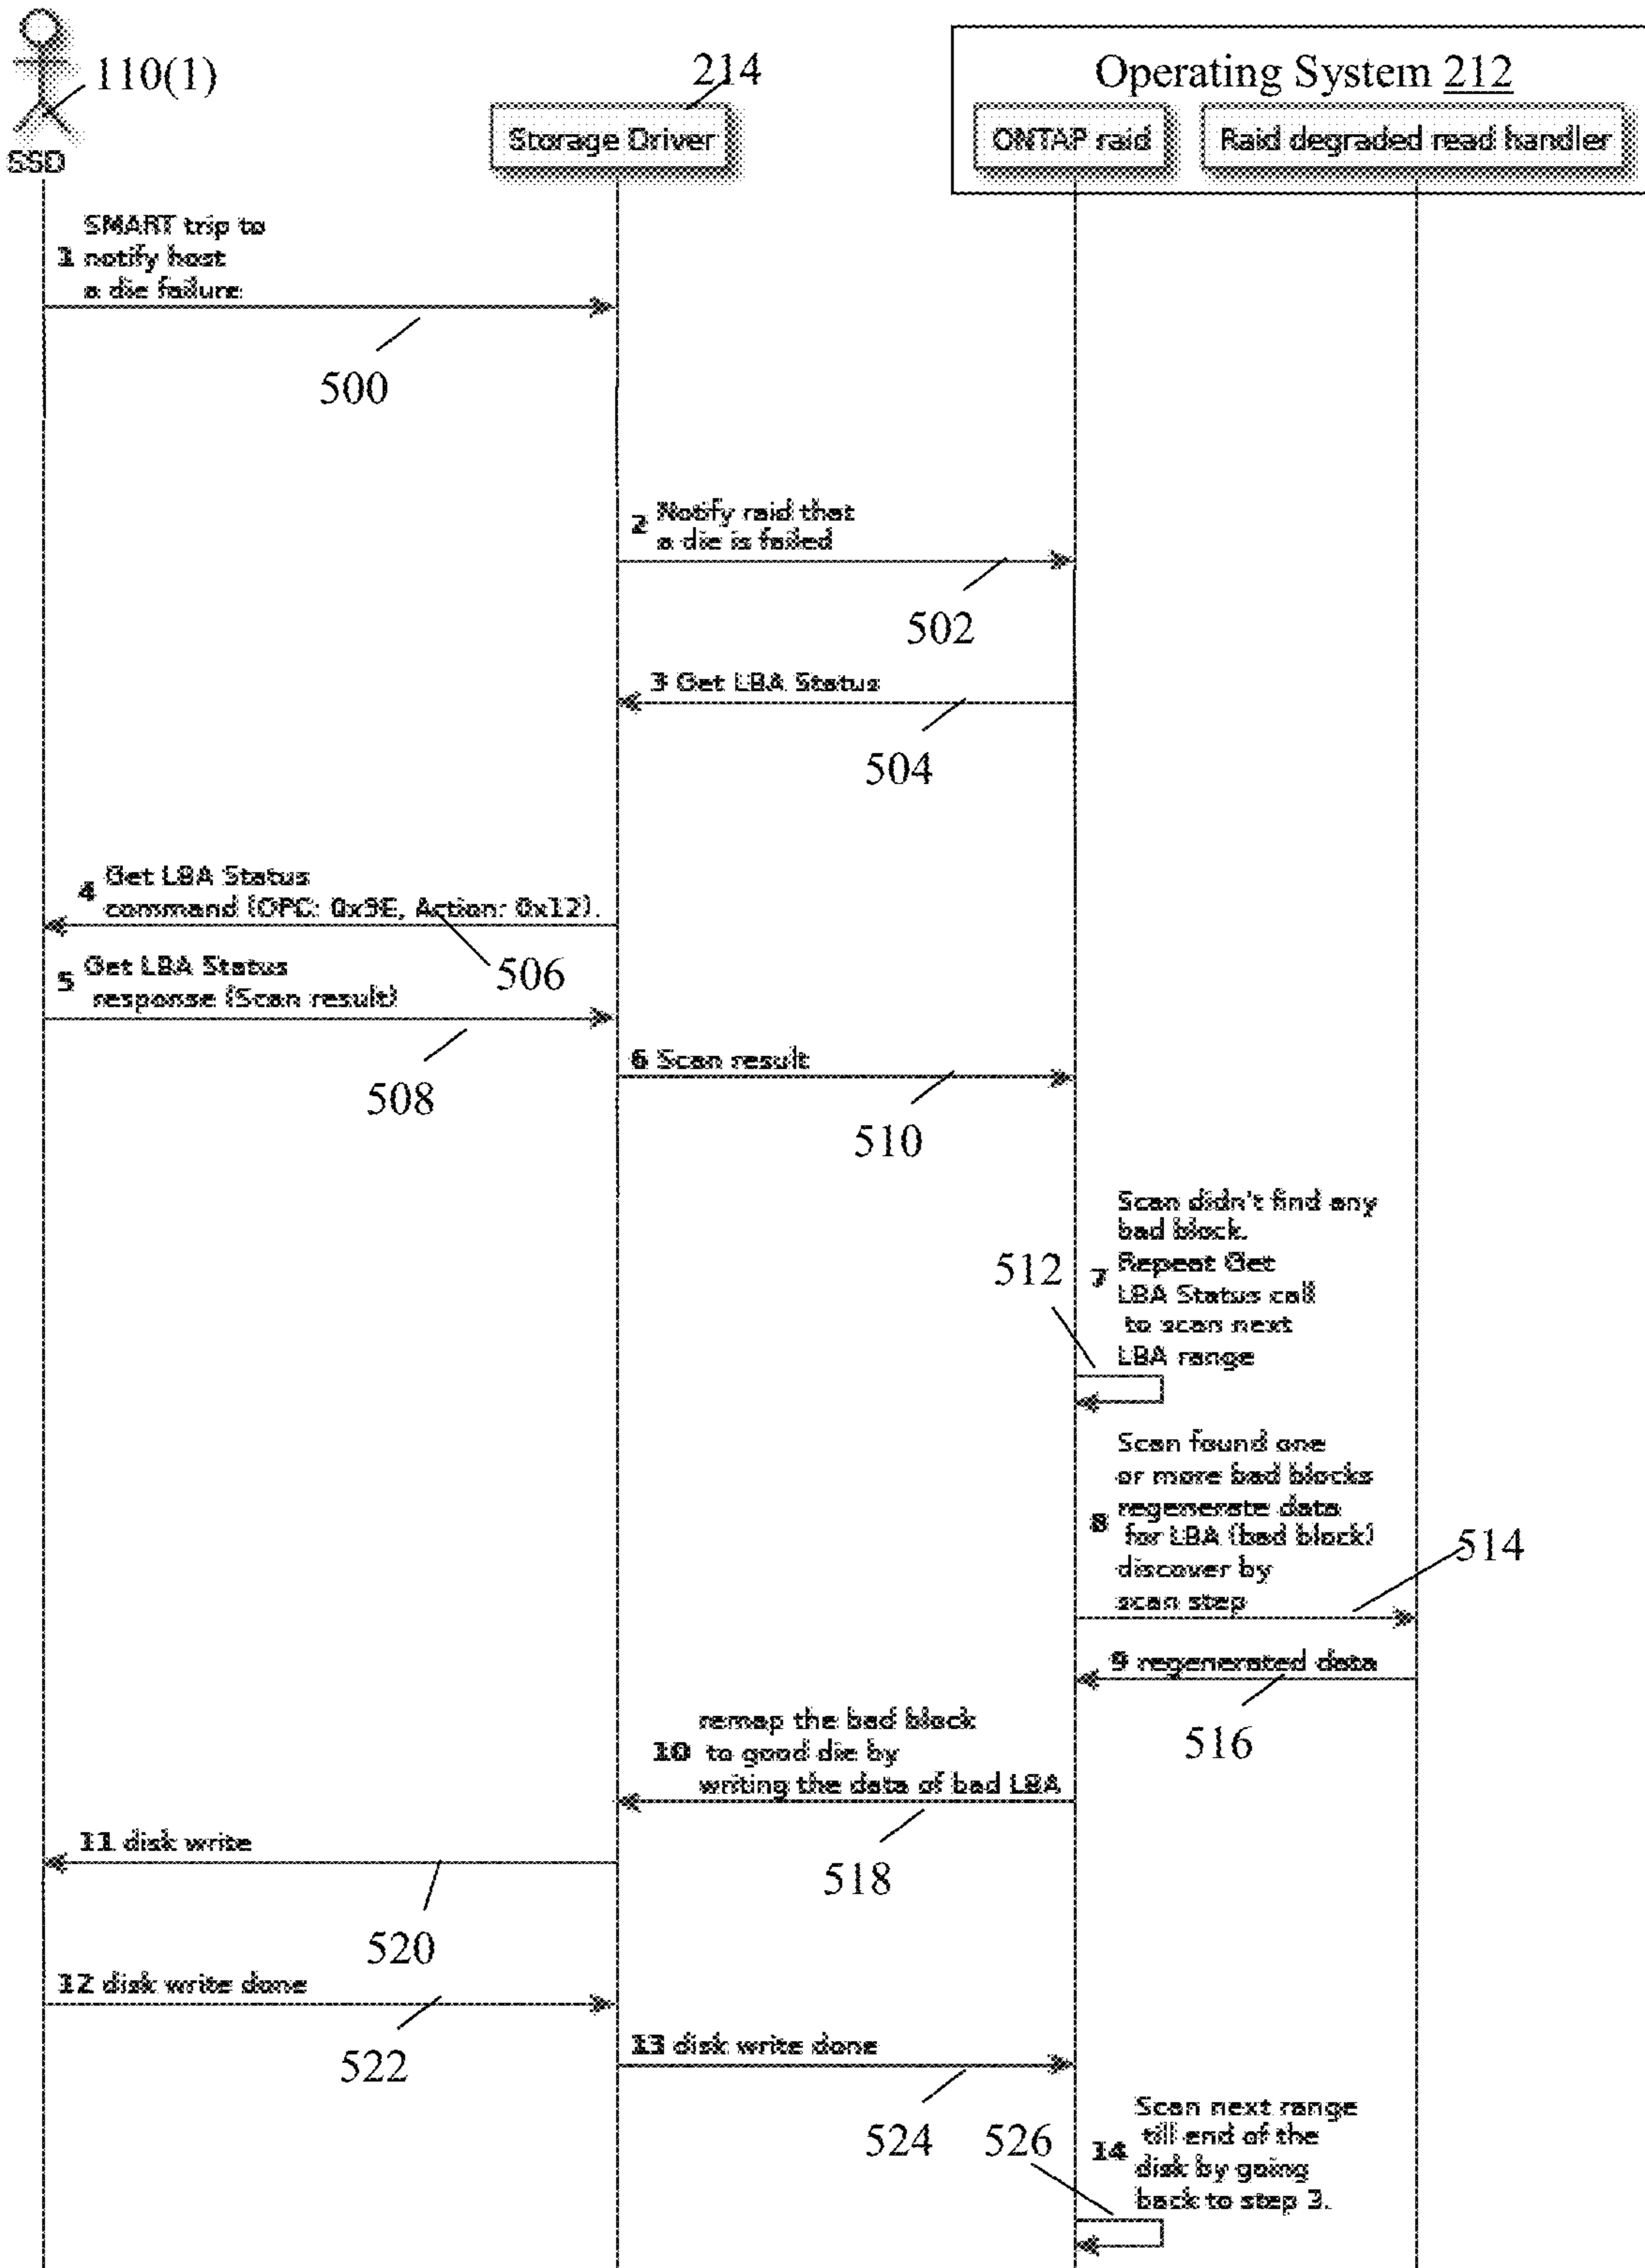 110(1)
214
Operating System 212
SSD
Storage Driver
ONTAP raid
Raid degraded read handler
SMART trip to
1 notify host
a die failure
500
2 Notify raid that
a die is failed
502
3 Get LBA Status
504
4 Get LBA Status
command (OPC: 0x9E, Action: 0x12).
506
5 Get LBA Status
response (Scan result)
508
6 Scan result
510
Scan didn't find any
bad block.
512
7 Repeat Get
LBA Status call
to scan next
LBA range
Scan found one
or more bad blocks
regenerate data
8 for LBA (bad block)
discover by
scan step
514
9 regenerated data
516
remap the bad block
10 to good die by
writing the data of bad LBA
518
11 disk write
520
12 disk write done
522
13 disk write done
524
526
Scan next range
14 till end of the
disk by going
back to step 3.